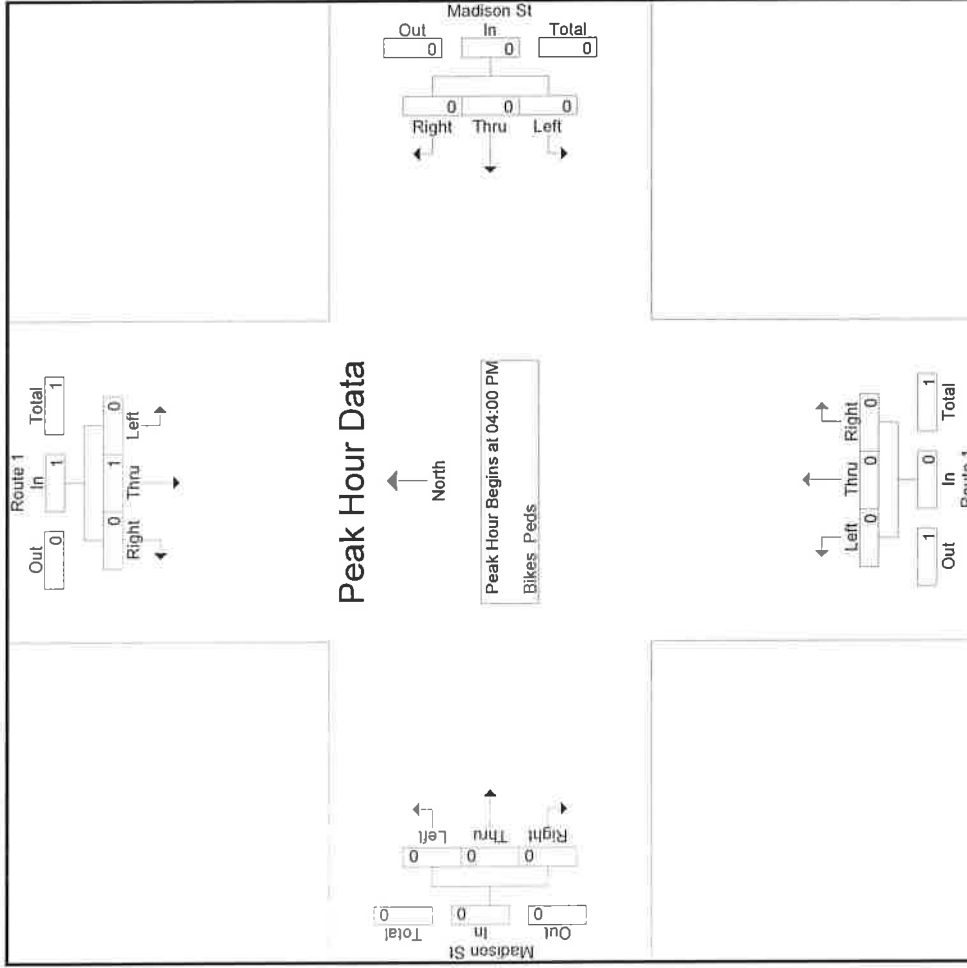 Madison St
Out In Total
0 0 0
0 0 0
Right Thru Left
Route 1
Out In Total
0 1 1
0 1 0
Right Thru Left
Peak Hour Data
North
Peak Hour Begins at 04:00 PM
Bikes Peds
Left Thru Right
0 0 0
1 0 1
Out In Total
Route 1
Left Thru Right
0 0 0
0 0 0
Total In Out
Madison St